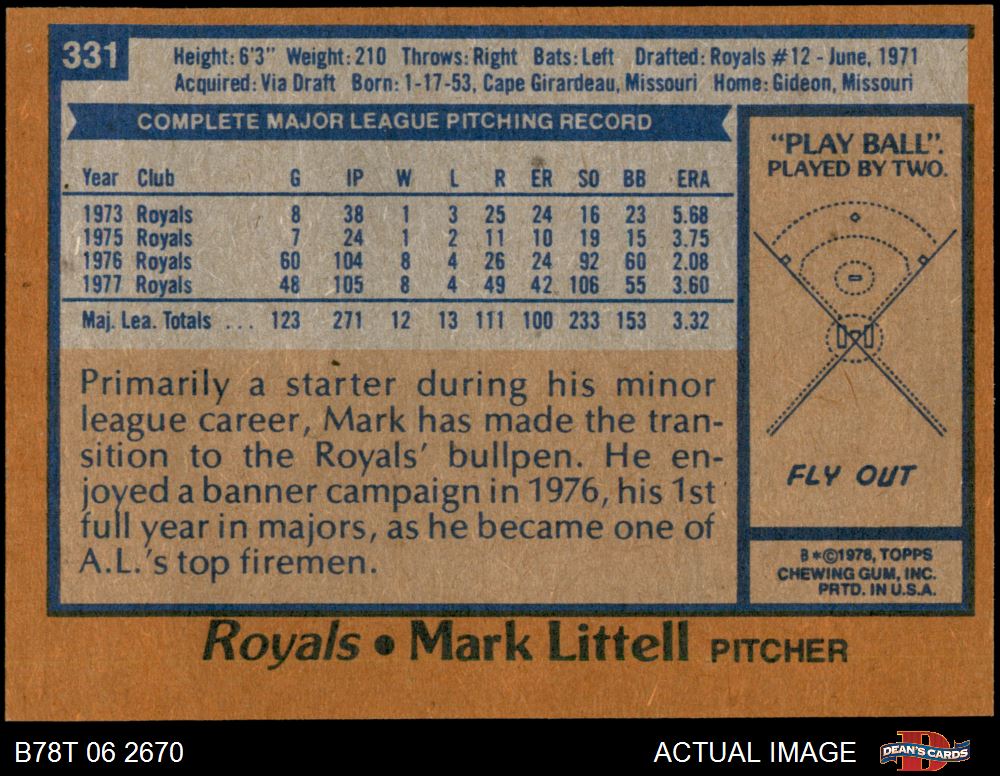 331
Height: 6'3" Weight: 210 Throws: Right Bats: Left Drafted: Royals #12 - June, 1971
Acquired: Via Draft Born: 1-17-53, Cape Girardeau, Missouri Home: Gideon, Missouri
COMPLETE MAJOR LEAGUE PITCHING RECORD
Year Club G IP W L R ER SO BB ERA
1973 Royals 8 38 1 3 25 24 16 23 5.68
1975 Royals 7 24 1 2 11 10 19 15 3.75
1976 Royals 60 104 8 4 26 24 92 60 2.08
1977 Royals 48 105 8 4 49 42 106 55 3.60
Maj. Lea. Totals ... 123 271 12 13 111 100 233 153 3.32
Primarily a starter during his minor
league career, Mark has made the tran-
sition to the Royals' bullpen. He en-
joyed a banner campaign in 1976, his 1st
full year in majors, as he became one of
A.L.'s top firemen.
"PLAY BALL".
PLAYED BY TWO.
FLY OUT
B*©1978, TOPPS
CHEWING GUM, INC.
PRTD. IN U.S.A.
Royals • Mark Littell PITCHER
B78T 06 2670
ACTUAL IMAGE
DEAN'S CARDS